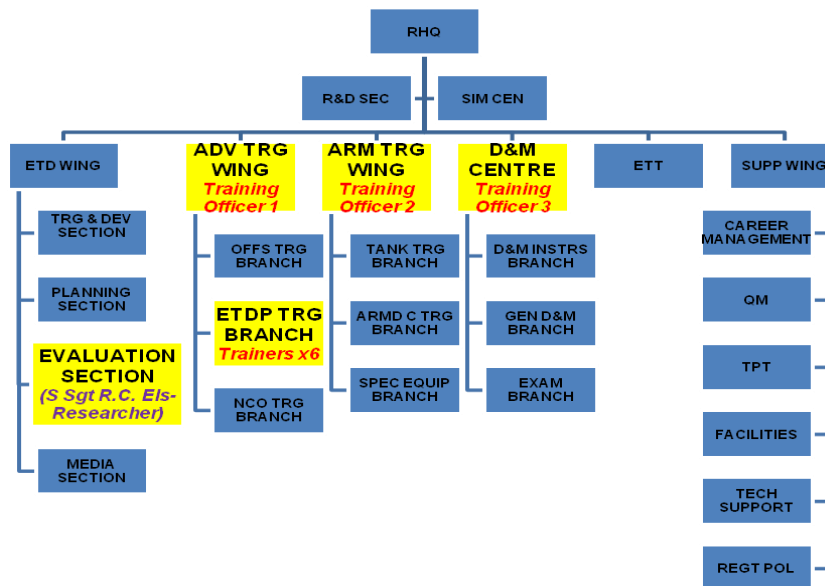 RHQ
R&D SEC
SIM CEN
ETD WING
ADV TRG
WING
Training
Officer 1
ARM TRG
WING
Training
Officer 2
D&M
CENTRE
Training
Officer 3
ETT
SUPP WING
TRG & DEV
SECTION
PLANNING
SECTION
EVALUATION
SECTION
(S Sgt R.C. Els-
Researcher)
MEDIA
SECTION
OFFS TRG
BRANCH
ETDP TRG
BRANCH
Trainers x6
NCO TRG
BRANCH
TANK TRG
BRANCH
ARMD C TRG
BRANCH
SPEC EQUIP
BRANCH
D&M INSTRS
BRANCH
GEN D&M
BRANCH
EXAM
BRANCH
CAREER
MANAGEMENT
QM
TPT
FACILITIES
TECH
SUPPORT
REGT POL